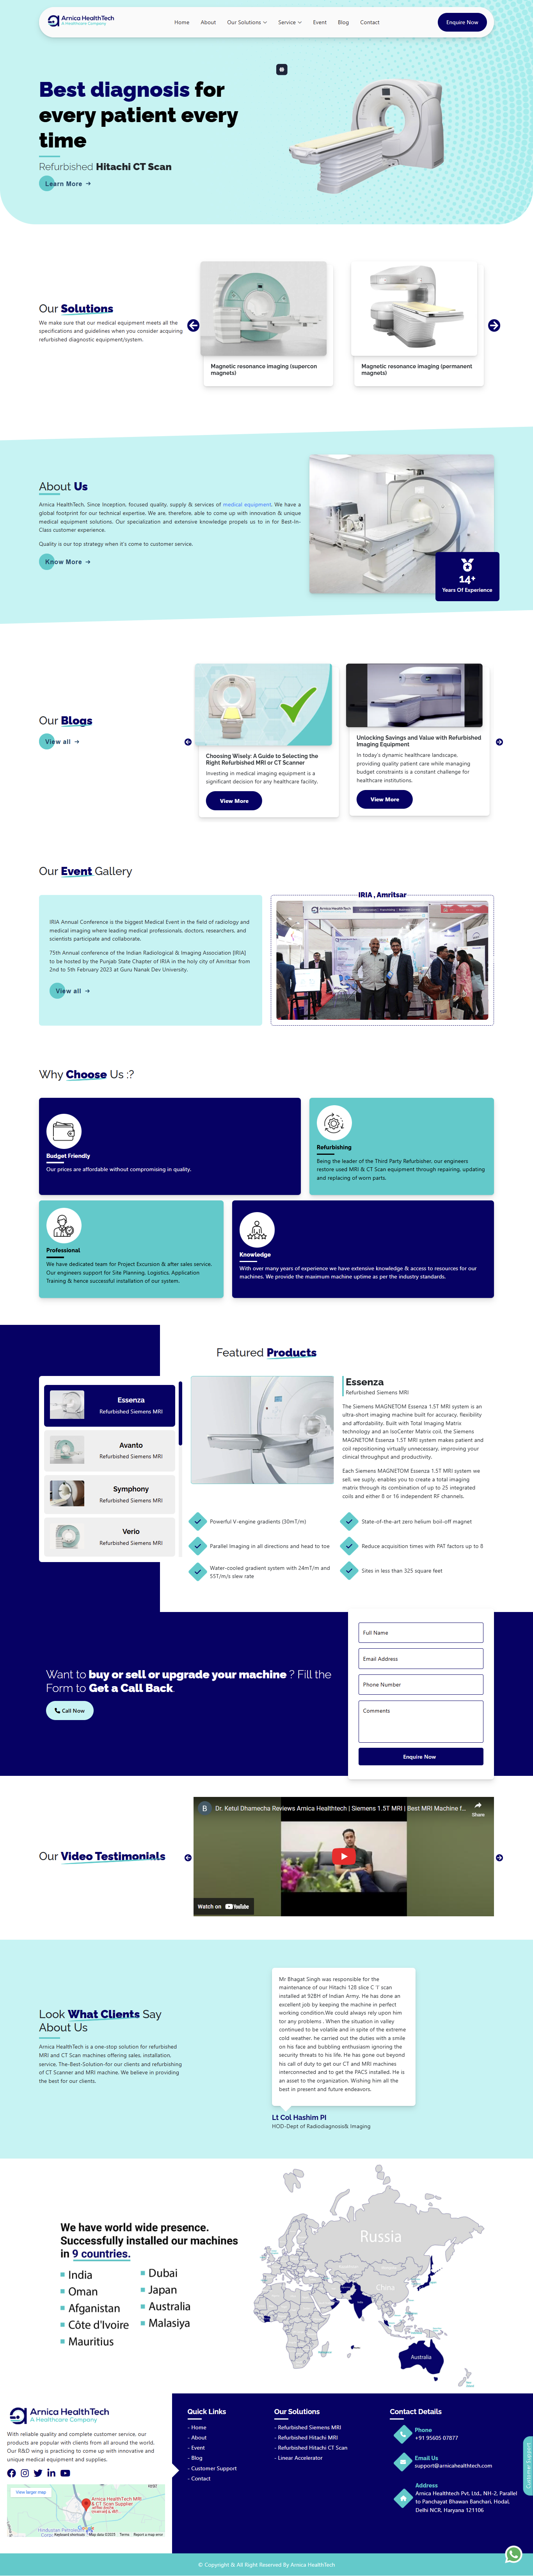 Arnica HealthTech
A Healthcare Company
Home
About
Our Solutions
Service
Event
Blog
Contact
Enquire Now
Best diagnosis for
every patient every
time
Refurbished Hitachi CT Scan
Learn More
Our Solutions
We make sure that our medical equipment meets all the
specifications and guidelines when you consider acquiring
refurbished diagnostic equipment/system.
Magnetic resonance imaging (supercon
magnets)
Magnetic resonance imaging (permanent
magnets)
About Us
Arnica HealthTech, Since Inception, focused quality, supply & services of medical equipment. We have a
global footprint for our technical expertise. We are, therefore, able to come up with innovation & unique
medical equipment solutions. Our specialization and extensive knowledge propels us to in for Best-In-
Class customer experience.
Quality is our top strategy when it's come to customer service.
Know More
14+
Years Of Experience
Our Blogs
View all
Choosing Wisely: A Guide to Selecting the
Right Refurbished MRI or CT Scanner
Investing in medical imaging equipment is a
significant decision for any healthcare facility.
View More
Unlocking Savings and Value with Refurbished
Imaging Equipment
In today's dynamic healthcare landscape,
providing quality patient care while managing
budget constraints is a constant challenge for
healthcare institutions.
View More
Our Event Gallery
IRIA Annual Conference is the biggest Medical Event in the field of radiology and
medical imaging where leading medical professionals, doctors, researchers, and
scientists participate and collaborate.
75th Annual conference of the Indian Radiological & Imaging Association [IRIA]
to be hosted by the Punjab State Chapter of IRIA in the holy city of Amritsar from
2nd to 5th February 2023 at Guru Nanak Dev University.
View all
IRIA , Amritsar
Arnica HealthTech
Why Choose Us :?
Budget Friendly
Our prices are affordable without compromising in quality.
Refurbishing
Being the leader of the Third Party Refurbisher, our engineers
restore used MRI & CT Scan equipment through repairing, updating
and replacing of worn parts.
Professional
We have dedicated team for Project Excursion & after sales service.
Our engineers support for Site Planning, Logistics, Application
Training & hence successful installation of our system.
Knowledge
With over many years of experience we have extensive knowledge & access to resources for our
machines. We provide the maximum machine uptime as per the industry standards.
Featured Products
Essenza
Refurbished Siemens MRI
Avanto
Refurbished Siemens MRI
Symphony
Refurbished Siemens MRI
Verio
Refurbished Siemens MRI
Essenza
Refurbished Siemens MRI
The Siemens MAGNETOM Essenza 1.5T MRI system is an
ultra-short imaging machine built for accuracy, flexibility
and affordability. Built with Total Imaging Matrix
technology and an IsoCenter Matrix coil, the Siemens
MAGNETOM Essenza 1.5T MRI system makes patient and
coil repositioning virtually unnecessary, improving your
clinical throughput and productivity.
Each Siemens MAGNETOM Essenza 1.5T MRI system we
sell, we supply, enables you to create a total imaging
matrix through its combination of up to 25 integrated
coils and either 8 or 16 independent RF channels.
Powerful V-engine gradients (30mT/m)
State-of-the-art zero helium boil-off magnet
Parallel Imaging in all directions and head to toe
Reduce acquisition times with PAT factors up to 8
Water-cooled gradient system with 24mT/m and
55T/m/s slew rate
Sites in less than 325 square feet
Want to buy or sell or upgrade your machine ? Fill the
Form to Get a Call Back.
Call Now
Full Name
Email Address
Phone Number
Comments
Enquire Now
Our Video Testimonials
B
Dr. Ketul Dhamecha Reviews Arnica Healthtech | Siemens 1.5T MRI | Best MRI Machine f...
Share
Watch on YouTube
Look What Clients Say
About Us
Arnica HealthTech is a one-stop solution for refurbished
MRI and CT Scan machines offering sales, installation,
service, The-Best-Solution-for our clients and refurbishing
of CT Scanner and MRI machine. We believe in providing
the best for our clients.
Mr Bhagat Singh was responsible for the
maintenance of our Hitachi 128 slice C T scan
installed at 92BH of Indian Army. He has done an
excellent job by keeping the machine in perfect
working condition.We could always rely upon him
for any problems . When the situation in valley
continued to be volatile and in spite of the extreme
cold weather, he carried out the duties with a smile
on his face and bubbling enthusiasm ignoring the
security threats to his life. He has gone out beyond
his call of duty to get our CT and MRI machines
interconnected and to get the PACS installed. He is
an asset to the organization. Wishing him all the
best in present and future endeavors.
Lt Col Hashim PI
HOD-Dept of Radiodiagnosis& Imaging
We have world wide presence.
Successfully installed our machines
in 9 countries.
India
Oman
Afganistan
Côte d'Ivoire
Mauritius
Dubai
Japan
Australia
Malasiya
Russia
China
Australia
Arnica HealthTech
A Healthcare Company
With reliable quality and complete customer service, our
products are popular with clients from all around the world.
Our R&D wing is practicing to come up with innovative and
unique medical equipment and supplies.
View larger map
Arnica HealthTech MRI
& CT Scan Supplier
Keyboard shortcuts
Map data ©2023
Terms
Report a map error
Quick Links
- Home
- About
- Event
- Blog
- Customer Support
- Contact
Our Solutions
- Refurbished Siemens MRI
- Refurbished Hitachi MRI
- Refurbished Hitachi CT Scan
- Linear Accelerator
Contact Details
Phone
+91 95605 07877
Email Us
support@arnicahealthtech.com
Address
Arnica Healthtech Pvt. Ltd., NH-2, Parallel
to Panchayat Bhawan Banchari, Hodal,
Delhi NCR, Haryana 121106
Customer Support
© Copyright & All Right Reserved By Arnica HealthTech